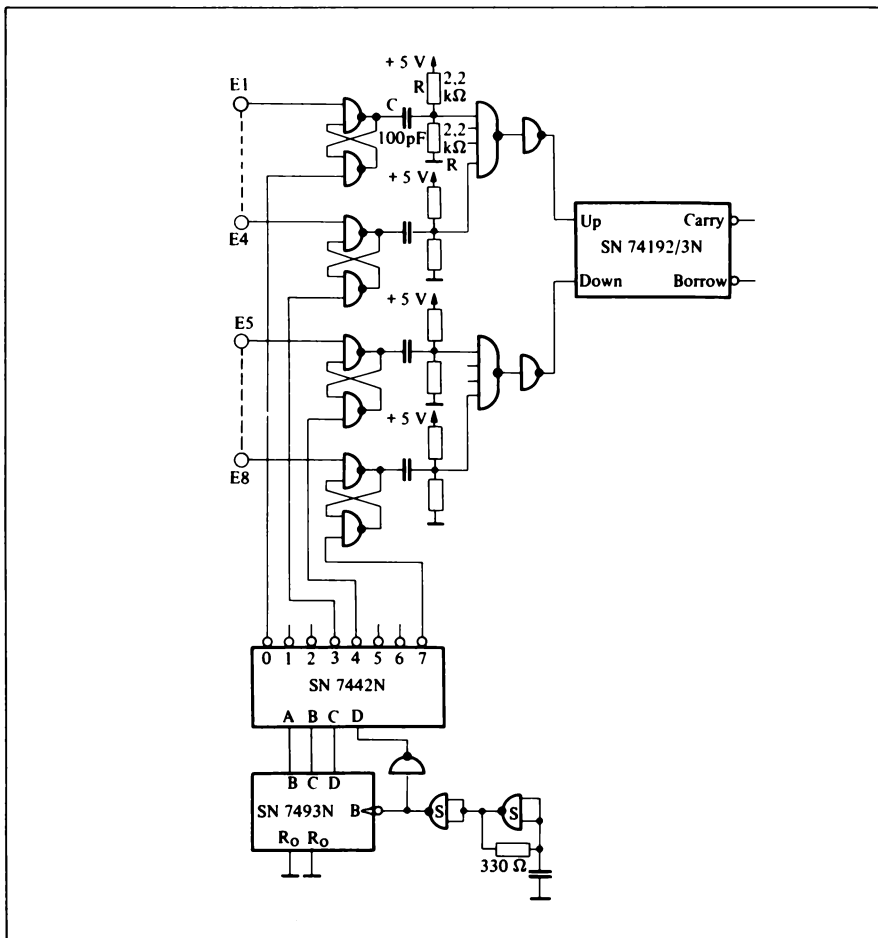 + 5 V
E1
R
2,2
kΩ
C
100pF
2,2
kΩ
R
+ 5 V
E4
Up
Carry
SN 74192/3N
Down
Borrow
+ 5 V
E5
+ 5 V
E8
0 1 2 3 4 5 6 7
SN 7442N
A B C D
B C D
SN 7493N
B
S
S
R₀ R₀
330 Ω